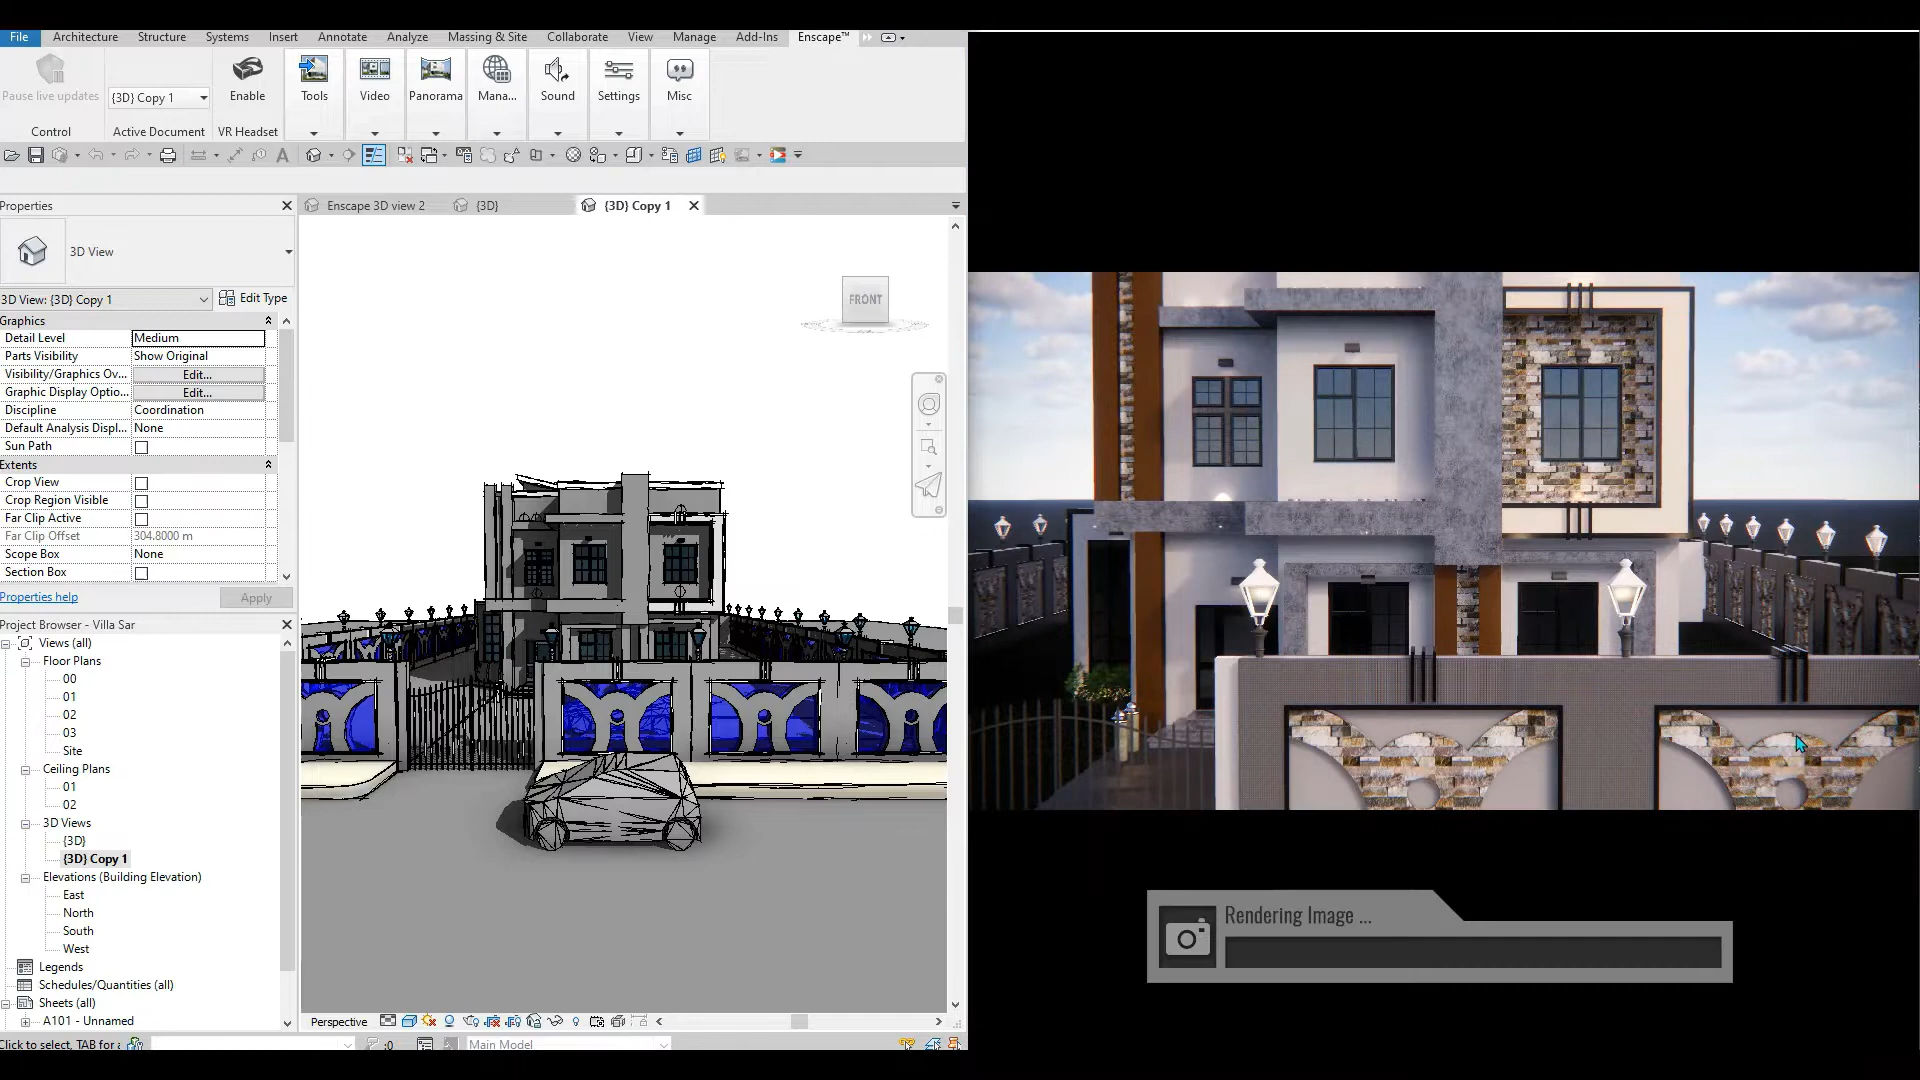 File Architecture Structure Systems Insert Annotate Analyze Massing & Site Collaborate View Manage Add-Ins Enscape™
Pause live updates
{3D} Copy 1
Enable
Tools
Video
Panorama
Mana...
Sound
Settings
Misc
Control
Active Document
VR Headset
Properties
Enscape 3D view 2
{3D}
{3D} Copy 1
3D View
3D View: {3D} Copy 1
Edit Type
Graphics
Detail Level Medium
Parts Visibility Show Original
Visibility/Graphics Ov... Edit...
Graphic Display Optio... Edit...
Discipline Coordination
Default Analysis Displ... None
Sun Path
Extents
Crop View
Crop Region Visible
Far Clip Active
Far Clip Offset 304.8000 m
Scope Box None
Section Box
Properties help
Apply
Project Browser - Villa Sar
Views (all)
Floor Plans
00
01
02
03
Site
Ceiling Plans
01
02
3D Views
{3D}
{3D} Copy 1
Elevations (Building Elevation)
East
North
South
West
Legends
Schedules/Quantities (all)
Sheets (all)
A101 - Unnamed
FRONT
Perspective
Click to select, TAB for a
:0
Main Model
Rendering Image ...